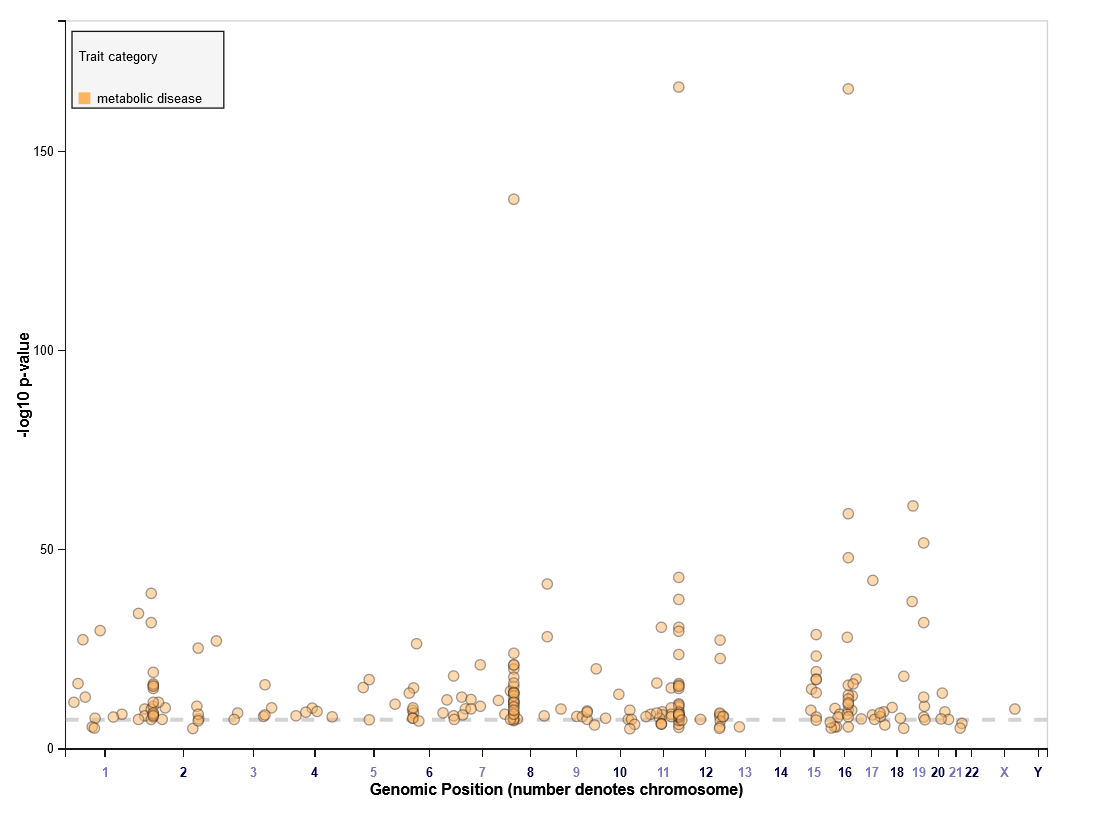 Trait category
metabolic disease
150
100
50
0
-log10 p-value
1 2 3 4 5 6 7 8 9 10 11 12 13 14 15 16 17 18 19 20 21 22 X Y
Genomic Position (number denotes chromosome)